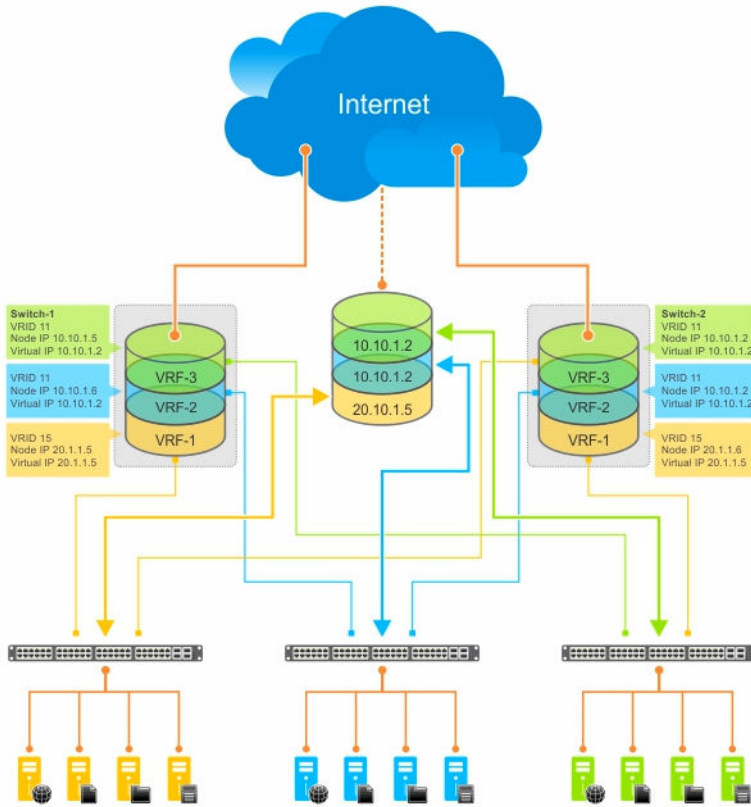 Internet
Switch-1
VRID 11
Node IP 10.10.1.5
Virtual IP 10.10.1.2
VRID 11
Node IP 10.10.1.6
Virtual IP 10.10.1.2
VRID 15
Node IP 20.1.1.5
Virtual IP 20.1.1.5
VRF-3
VRF-2
VRF-1
10.10.1.2
10.10.1.2
20.10.1.5
VRF-3
VRF-2
VRF-1
Switch-2
VRID 11
Node IP 10.10.1.2
Virtual IP 10.10.1.2
VRID 11
Node IP 10.10.1.2
Virtual IP 10.10.1.2
VRID 15
Node IP 20.1.1.6
Virtual IP 20.1.1.5